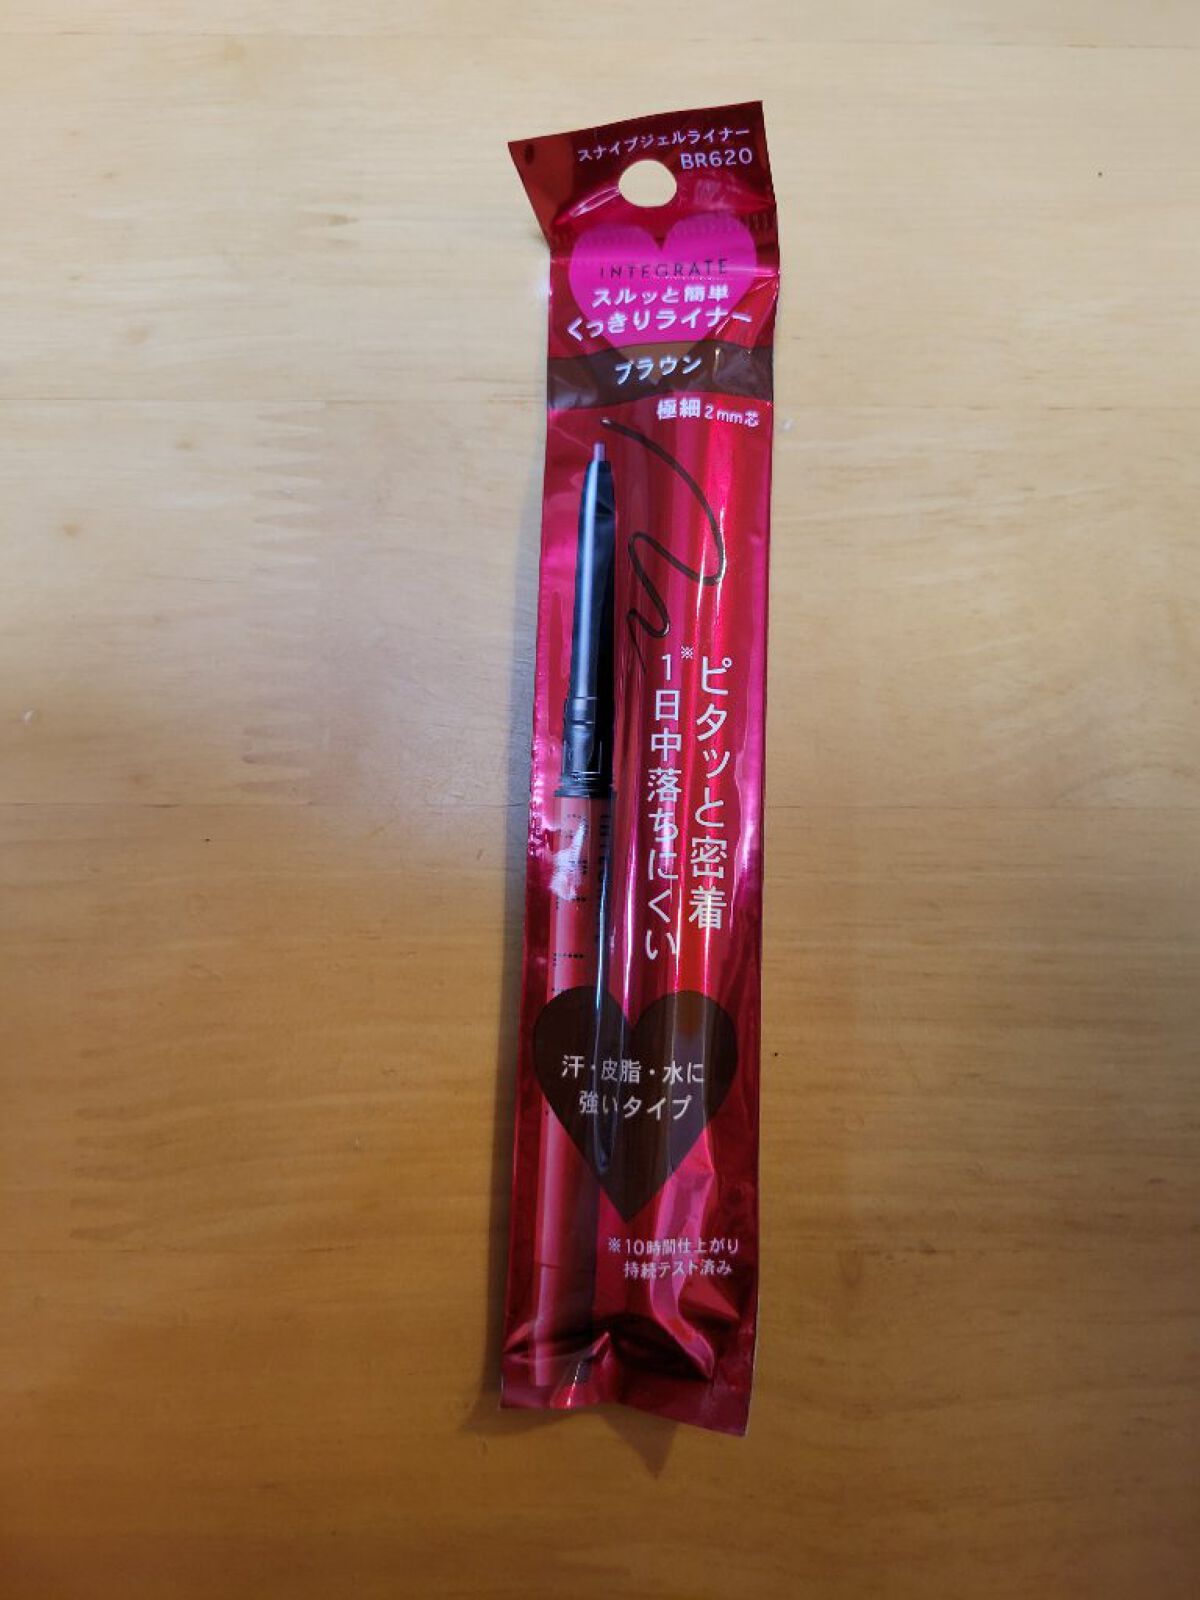 スナイプジェルライナー
BR620
INTEGRATE
スルッと簡単
くっきりライナー
ブラウン
極細2mm芯
ピタッと密着
※1日中落ちにくい
汗・皮脂・水に
強いタイプ
※10時間仕上がり
持続テスト済み